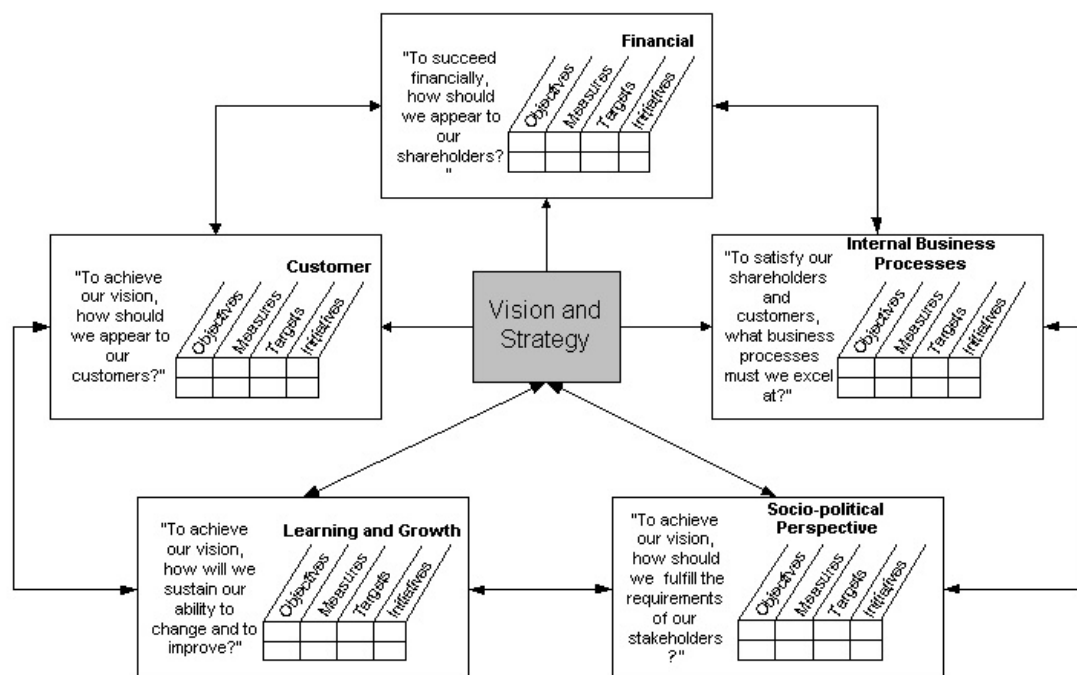 Financial
"To succeed
financially,
how should
we appear to
our
shareholders?
"
Objectives
Measures
Targets
Initiatives
Customer
"To achieve
our vision,
how should
we appear to
our
customers?"
Objectives
Measures
Targets
Initiatives
Vision and
Strategy
Internal Business
Processes
"To satisfy our
shareholders
and
customers,
what business
processes
must we excel
at?"
Objectives
Measures
Targets
Initiatives
Learning and Growth
"To achieve
our vision,
how will we
sustain our
ability to
change and to
improve?"
Objectives
Measures
Targets
Initiatives
Socio-political
Perspective
"To achieve
our vision,
how should
we fulfill the
requirements
of our
stakeholders
?"
Objectives
Measures
Targets
Initiatives